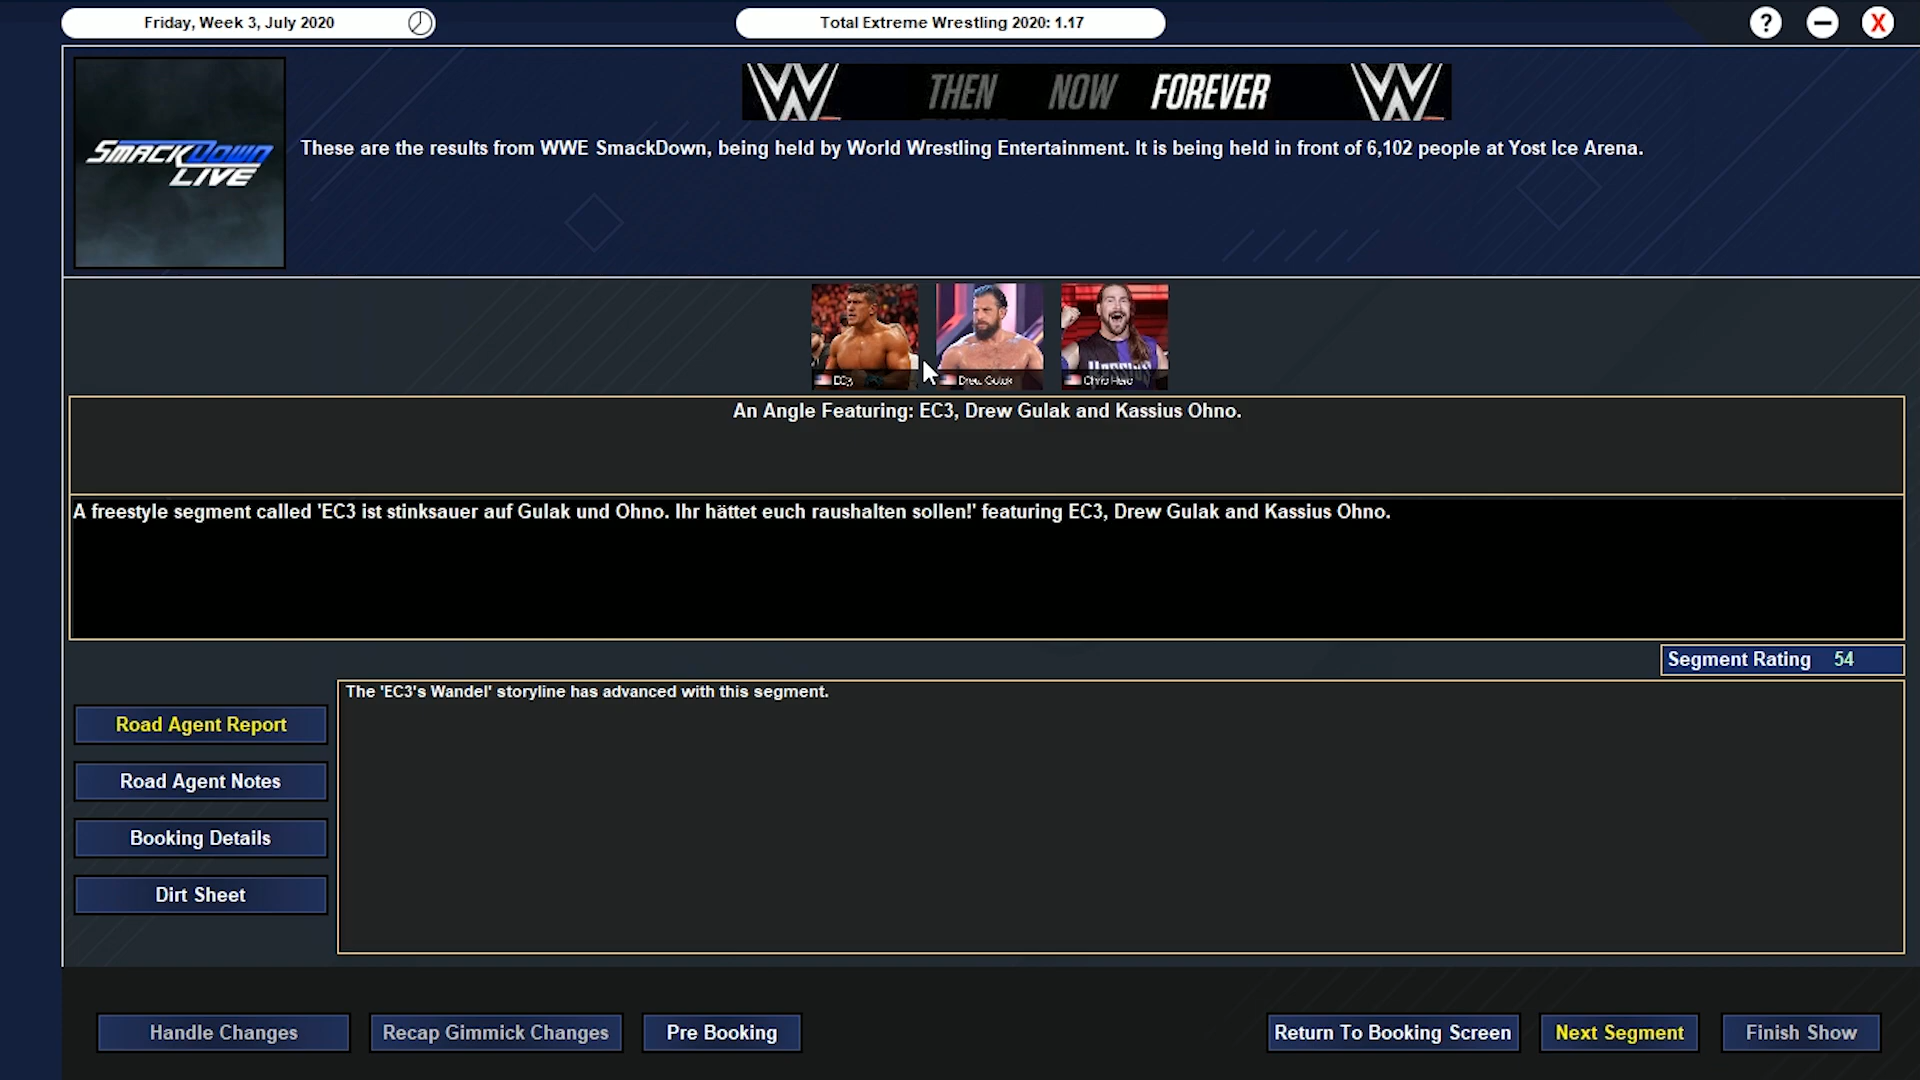 Friday, Week 3, July 2020
Total Extreme Wrestling 2020: 1.17
?
X
THEN NOW FOREVER
SMACKDOWN
LIVE
These are the results from WWE SmackDown, being held by World Wrestling Entertainment. It is being held in front of 6,102 people at Yost Ice Arena.
EC3
Drew Gulak
Chris Hero
An Angle Featuring: EC3, Drew Gulak and Kassius Ohno.
A freestyle segment called 'EC3 ist stinksauer auf Gulak und Ohno. Ihr hättet euch raushalten sollen!' featuring EC3, Drew Gulak and Kassius Ohno.
Segment Rating 54
The 'EC3's Wandel' storyline has advanced with this segment.
Road Agent Report
Road Agent Notes
Booking Details
Dirt Sheet
Handle Changes
Recap Gimmick Changes
Pre Booking
Return To Booking Screen
Next Segment
Finish Show